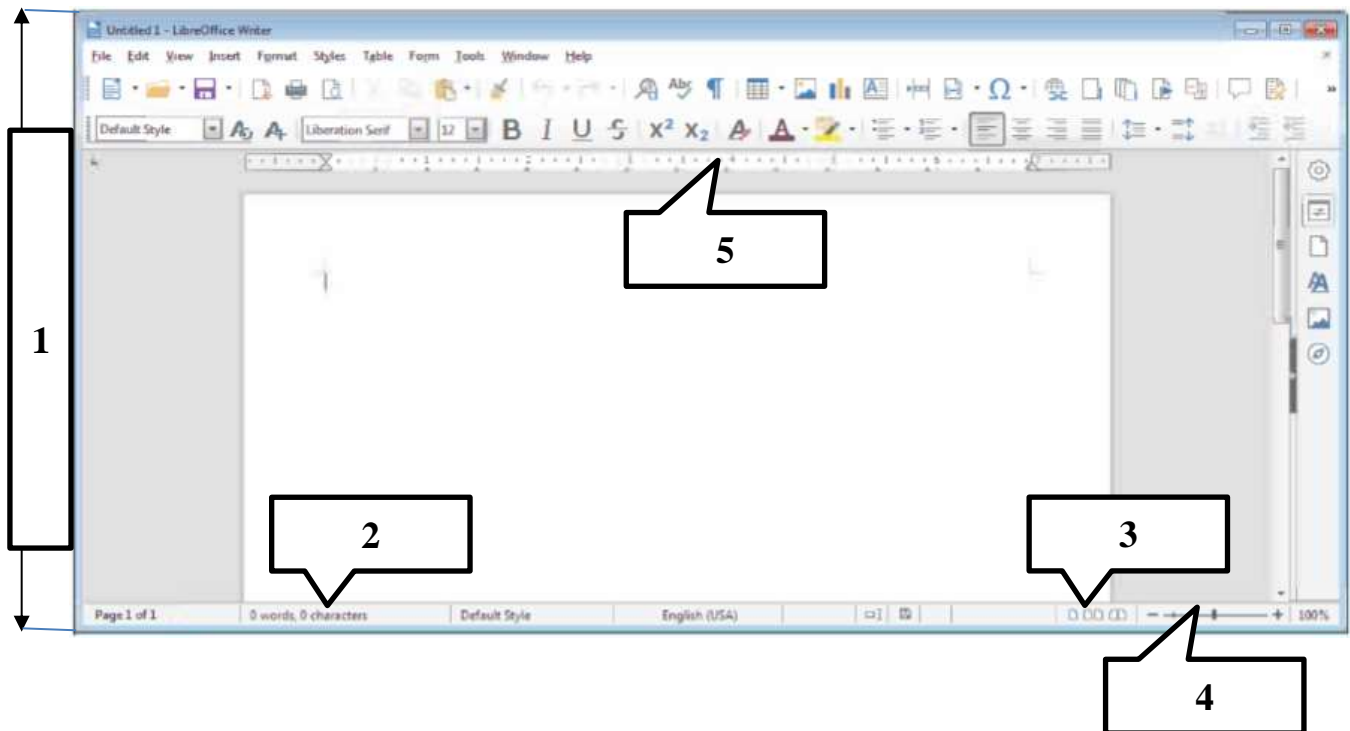 Untitled 1 - LibreOffice Writer
File Edit View Insert Format Styles Table Form Tools Window Help
Default Style Liberation Serif 12 B I U S X² X₂ A A
5
1
2
3
Page 1 of 1 0 words, 0 characters Default Style English (USA) 100%
4